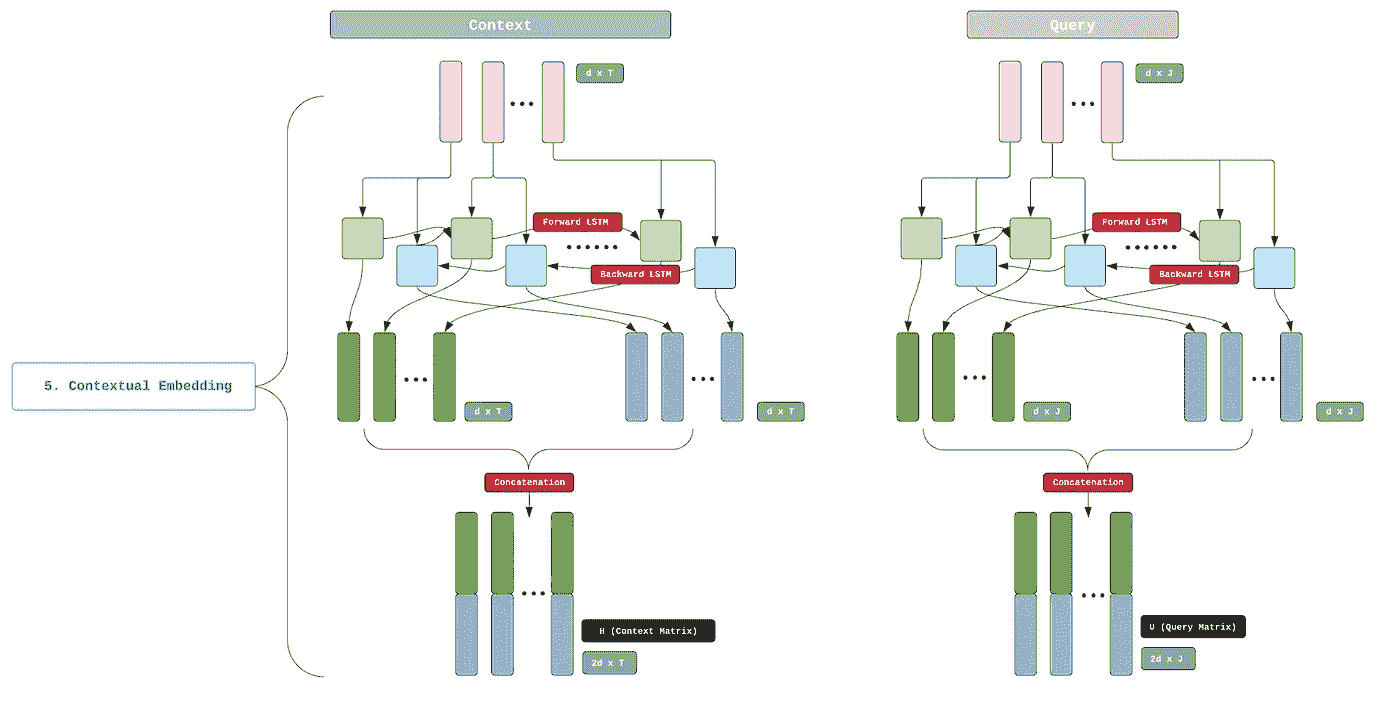 Context
Query
d x T
d x J
Forward LSTM
Forward LSTM
Backward LSTM
Backward LSTM
5. Contextual Embedding
d x T
d x T
d x J
d x J
Concatenation
Concatenation
H (Context Matrix)
U (Query Matrix)
2d x T
2d x J